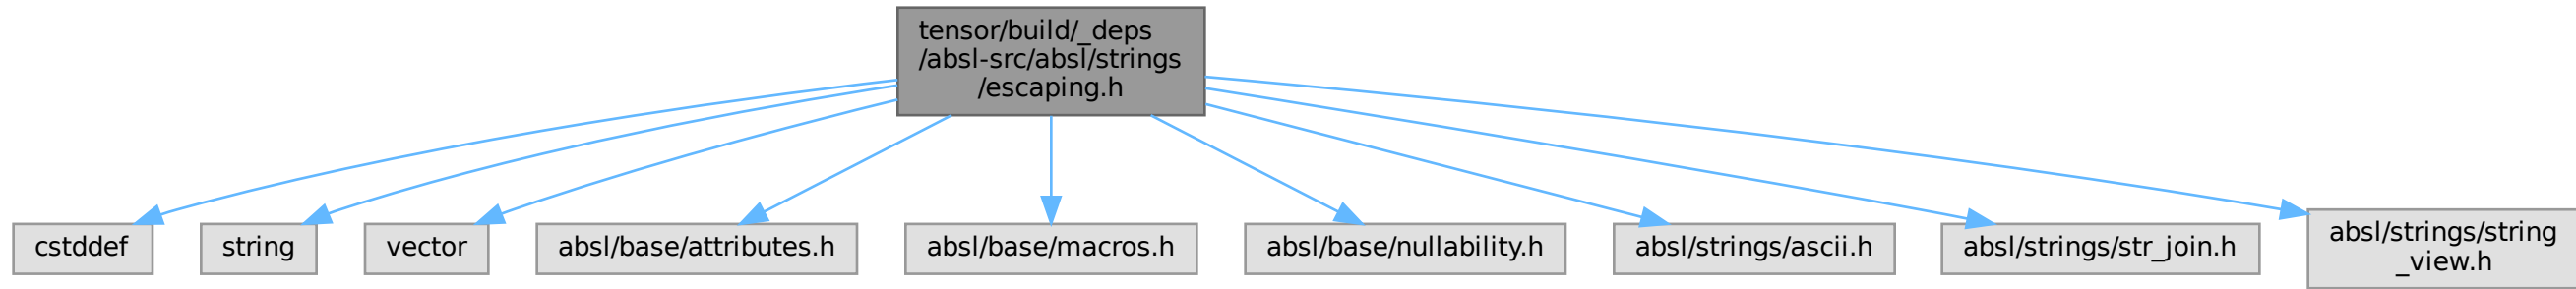 tensor/build/_deps
/absl-src/absl/strings
/escaping.h
cstddef
string
vector
absl/base/attributes.h
absl/base/macros.h
absl/base/nullability.h
absl/strings/ascii.h
absl/strings/str_join.h
absl/strings/string
_view.h